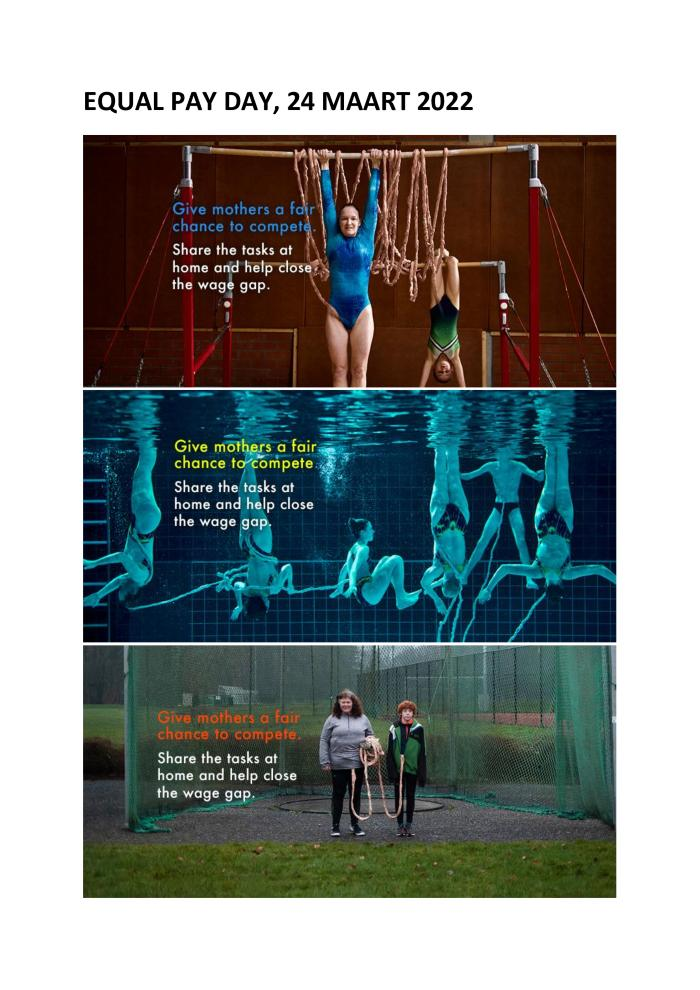 EQUAL PAY DAY, 24 MAART 2022
Give mothers a fair
chance to compete.
Share the tasks at
home and help close
the wage gap.
Give mothers a fair
chance to compete
Share the tasks at
home and help close
the wage gap.
Give mothers a fair
chance to compete.
Share the tasks at
home and help close
the wage gap.